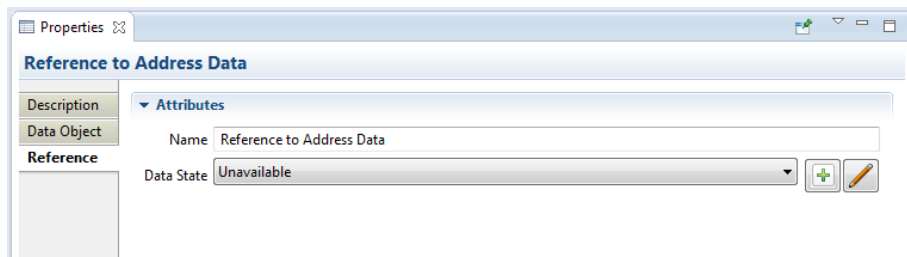 Properties
Reference to Address Data
Description
Data Object
Reference
Attributes
Name Reference to Address Data
Data State Unavailable